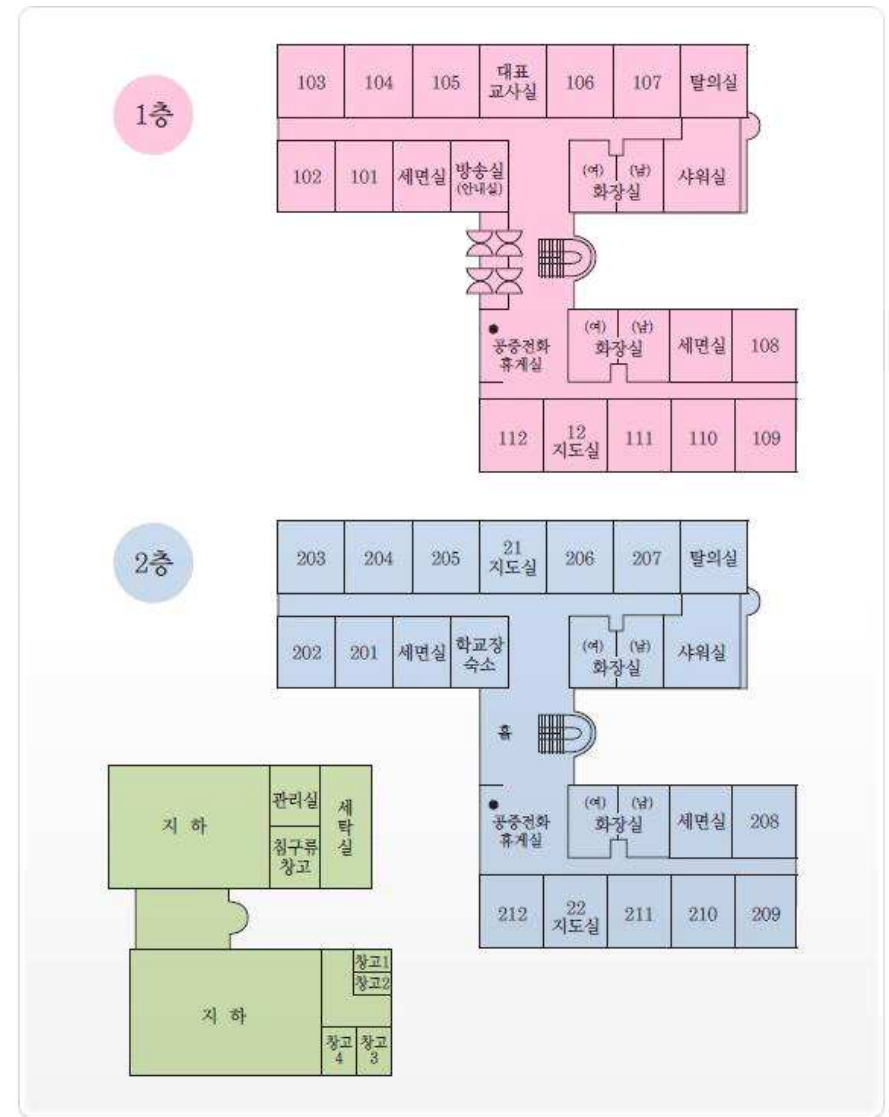 1층
103 104 105 대표 교사실 106 107 탈의실
102 101 세면실 방송실 (안내실) (여) (남) 화장실 샤워실
공중전화 휴게실 (여) (남) 화장실 세면실 108
112 12 지도실 111 110 109
2층
203 204 205 21 지도실 206 207 탈의실
202 201 세면실 학교장 숙소 (여) (남) 화장실 샤워실
홀
공중전화 휴게실 (여) (남) 화장실 세면실 208
212 22 지도실 211 210 209
지 하 관리실 침구류 창고 세탁실
지 하 창고1 창고2 창고 4 창고 3